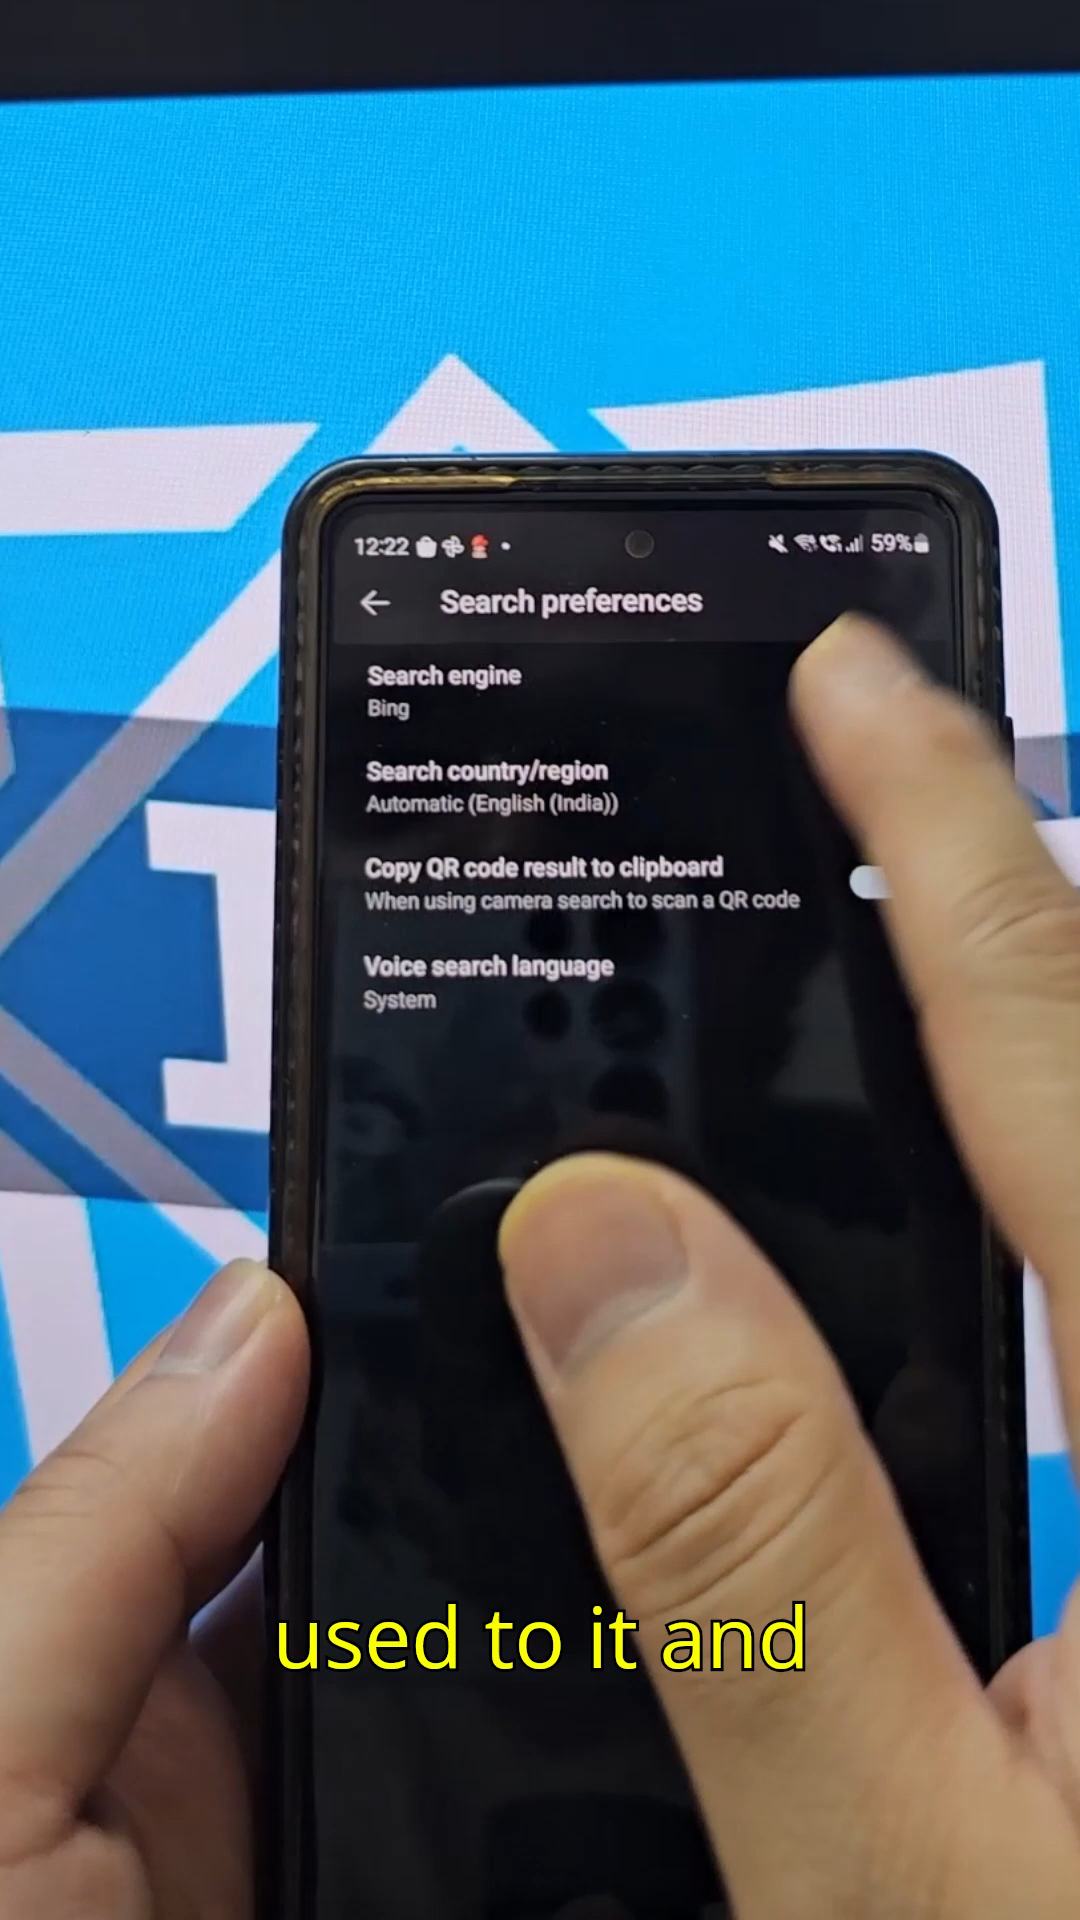 12:22
59%
Search preferences
Search engine
Bing
Search country/region
Automatic (English (India))
Copy QR code result to clipboard
When using camera search to scan a QR code
Voice search language
System
used to it and